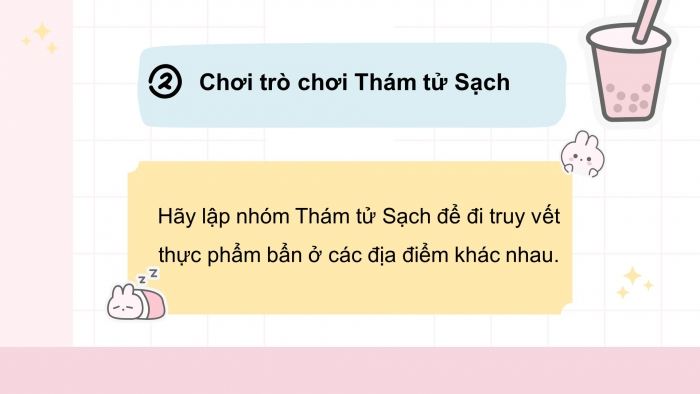 2 Chơi trò chơi Thám tử Sạch
Hãy lập nhóm Thám tử Sạch để đi truy vết
thực phẩm bẩn ở các địa điểm khác nhau.
z z
z